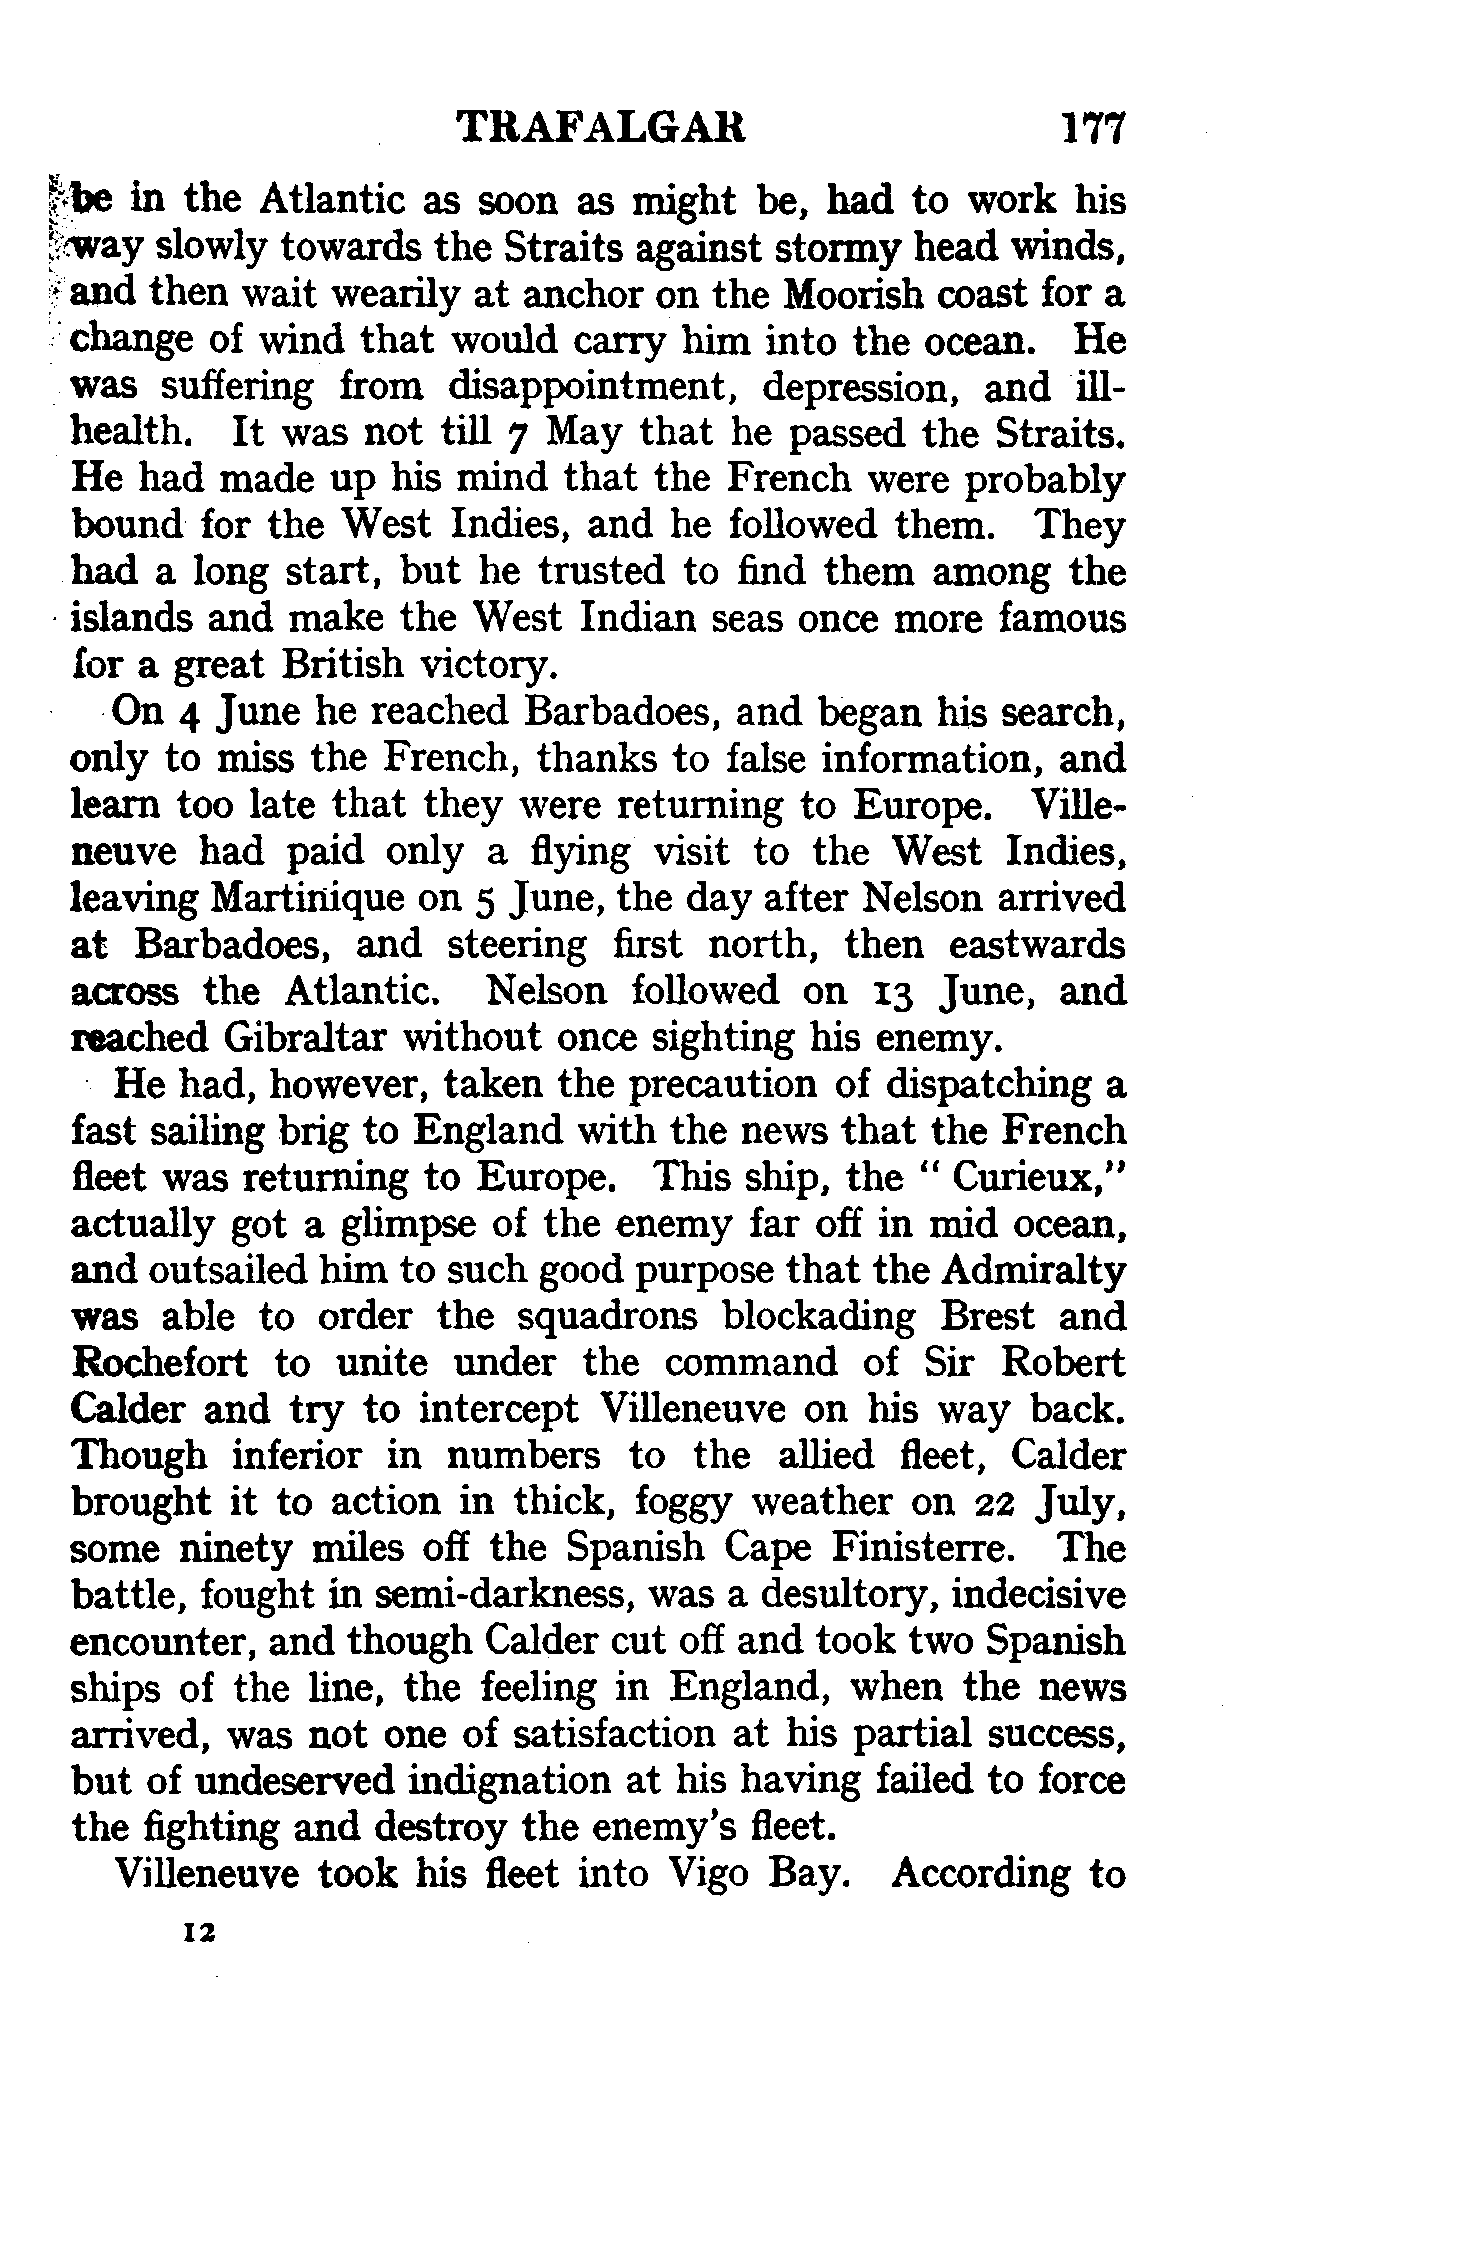 TRAFALGAR 177
be in the Atlantic as soon as might be, had to work his
way slowly towards the Straits against stormy head winds,
and then wait wearily at anchor on the Moorish coast for a
change of wind that would carry him into the ocean. He
was suffering from disappointment, depression, and ill-
health. It was not till 7 May that he passed the Straits.
He had made up his mind that the French were probably
bound for the West Indies, and he followed them. They
had a long start, but he trusted to find them among the
islands and make the West Indian seas once more famous
for a great British victory.
On 4 June he reached Barbadoes, and began his search,
only to miss the French, thanks to false information, and
learn too late that they were returning to Europe. Ville-
neuve had paid only a flying visit to the West Indies,
leaving Martinique on 5 June, the day after Nelson arrived
at Barbadoes, and steering first north, then eastwards
across the Atlantic. Nelson followed on 13 June, and
reached Gibraltar without once sighting his enemy.
He had, however, taken the precaution of dispatching a
fast sailing brig to England with the news that the French
fleet was returning to Europe. This ship, the " Curieux,"
actually got a glimpse of the enemy far off in mid ocean,
and outsailed him to such good purpose that the Admiralty
was able to order the squadrons blockading Brest and
Rochefort to unite under the command of Sir Robert
Calder and try to intercept Villeneuve on his way back.
Though inferior in numbers to the allied fleet, Calder
brought it to action in thick, foggy weather on 22 July,
some ninety miles off the Spanish Cape Finisterre. The
battle, fought in semi-darkness, was a desultory, indecisive
encounter, and though Calder cut off and took two Spanish
ships of the line, the feeling in England, when the news
arrived, was not one of satisfaction at his partial success,
but of undeserved indignation at his having failed to force
the fighting and destroy the enemy's fleet.
Villeneuve took his fleet into Vigo Bay. According to
12